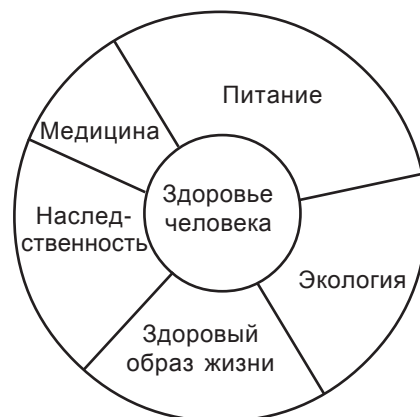 Питание
Медицина
Здоровье
человека
Наслед-
ственность
Экология
Здоровый
образ жизни